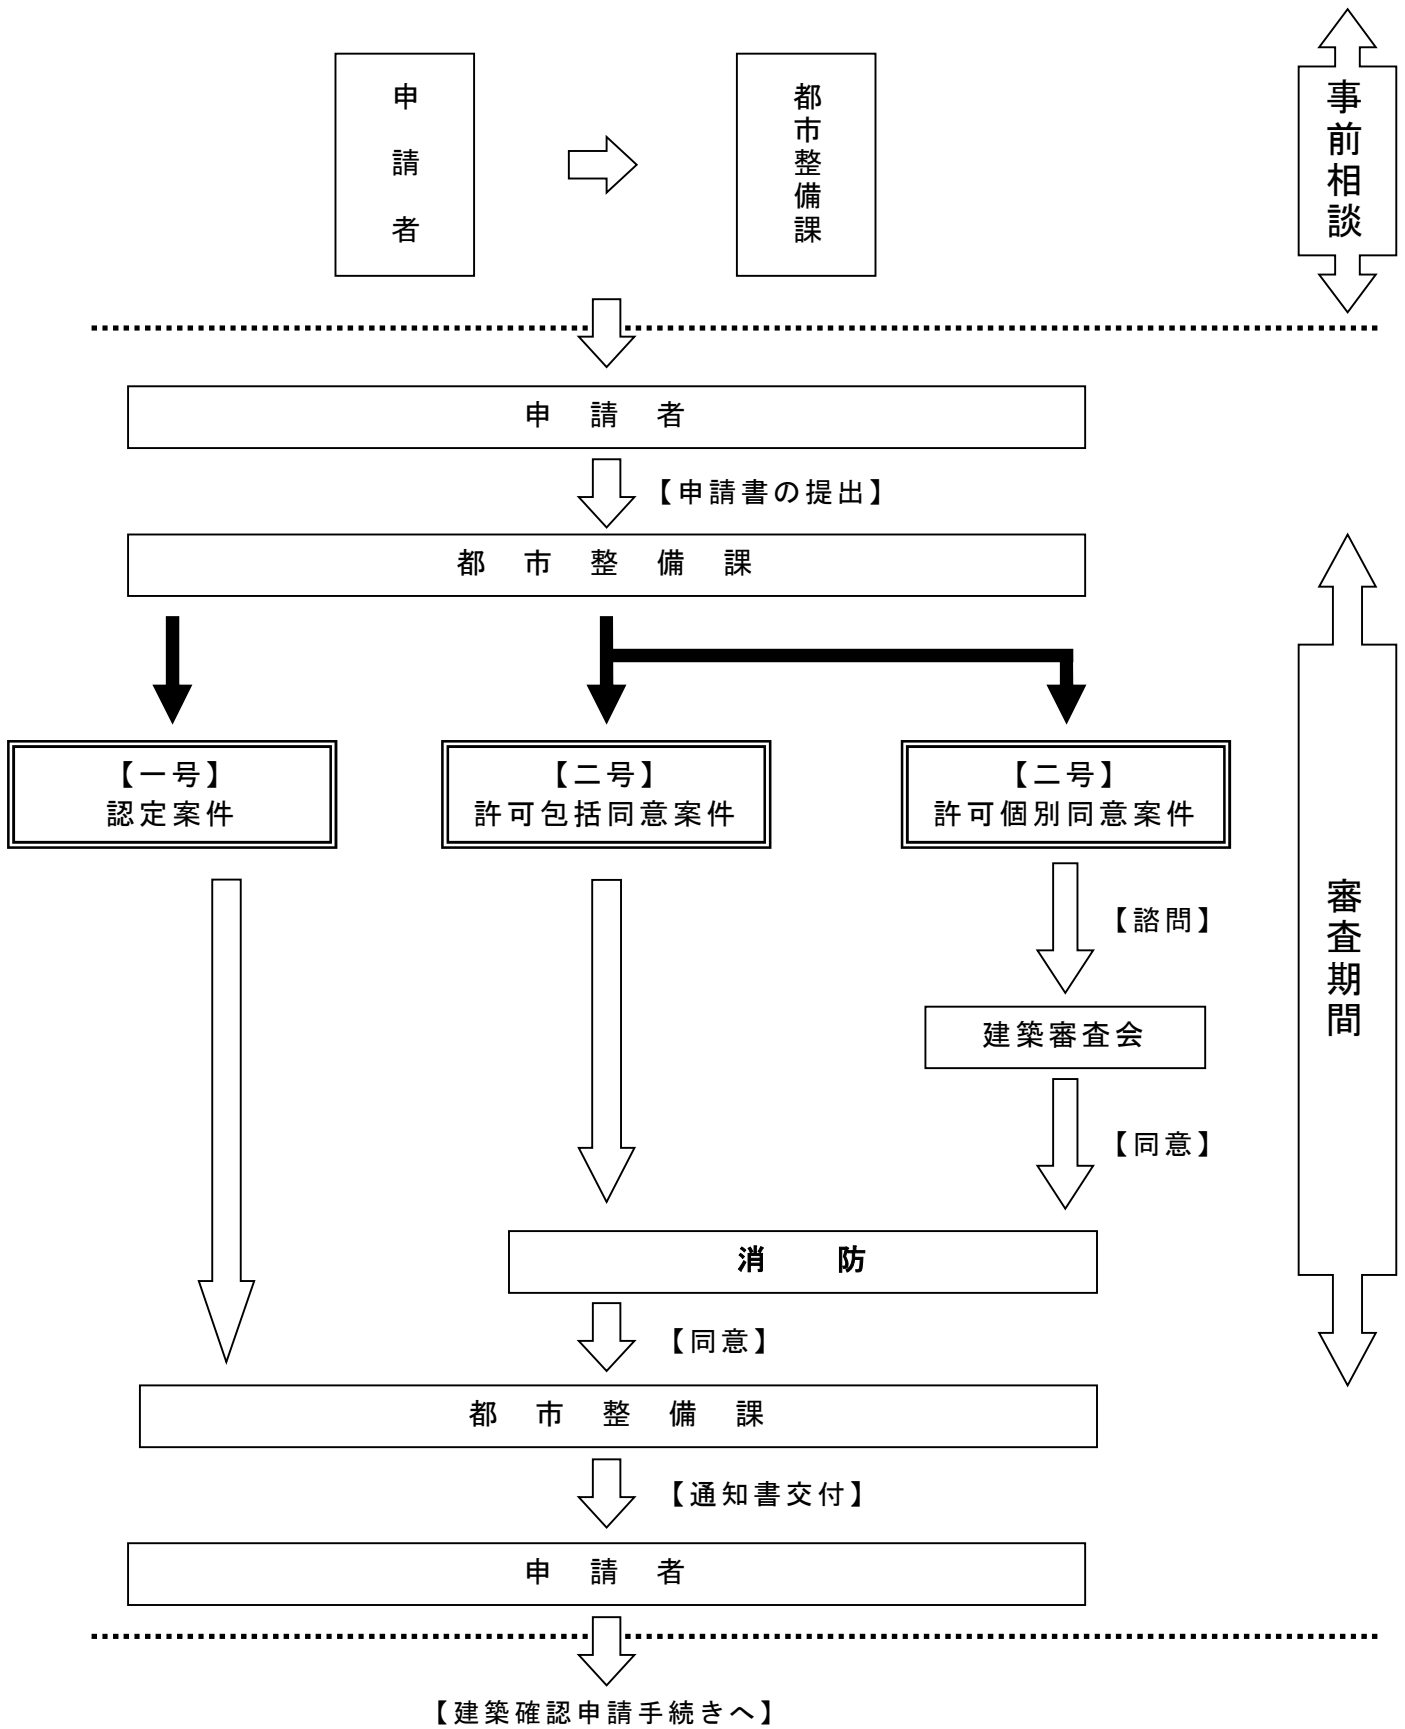 申請者
都市整備課
事前相談
申請者
【申請書の提出】
都市整備課
【一号】
認定案件
【二号】
許可包括同意案件
【二号】
許可個別同意案件
【諮問】
建築審査会
【同意】
審査期間
消防
【同意】
都市整備課
【通知書交付】
申請者
【建築確認申請手続きへ】